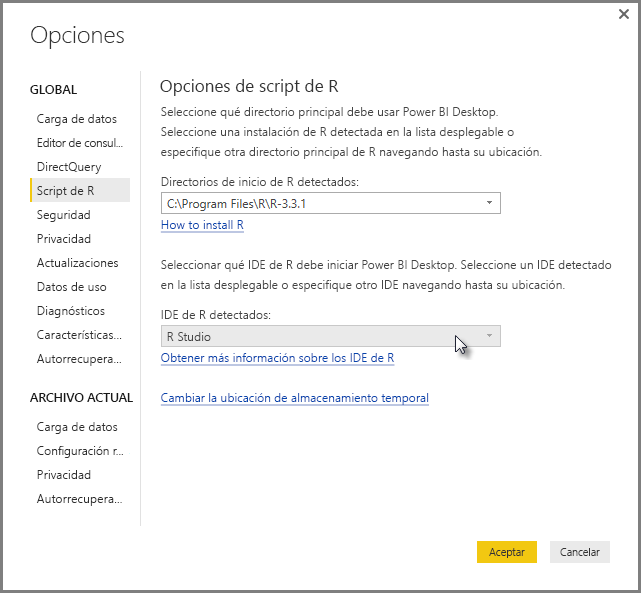 Opciones
GLOBAL
Carga de datos
Editor de consul...
DirectQuery
Script de R
Seguridad
Privacidad
Actualizaciones
Datos de uso
Diagnósticos
Características...
Autorrecupera...
ARCHIVO ACTUAL
Carga de datos
Configuración r...
Privacidad
Autorrecupera...
Opciones de script de R
Seleccione qué directorio principal debe usar Power BI Desktop.
Seleccione una instalación de R detectada en la lista desplegable o
especifique otra directorio principal de R navegando hasta su ubicación.
Directorios de inicio de R detectados:
C:\Program Files\R\R-3.3.1
How to install R
Seleccionar qué IDE de R debe iniciar Power BI Desktop. Seleccione un IDE detectado
en la lista desplegable o especifique otro IDE navegando hasta su ubicación.
IDE de R detectados:
R Studio
Obtener más información sobre los IDE de R
Cambiar la ubicación de almacenamiento temporal
Aceptar
Cancelar